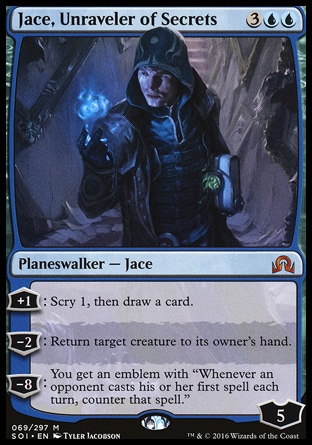 Jace, Unraveler of Secrets 3
Planeswalker — Jace
+1: Scry 1, then draw a card.
-2: Return target creature to its owner's hand.
You get an emblem with "Whenever an
-8: opponent casts his or her first spell each
turn, counter that spell."
5
069/297 M
SOI • EN Tyler Jacobson ™ & © 2016 Wizards of the Coast